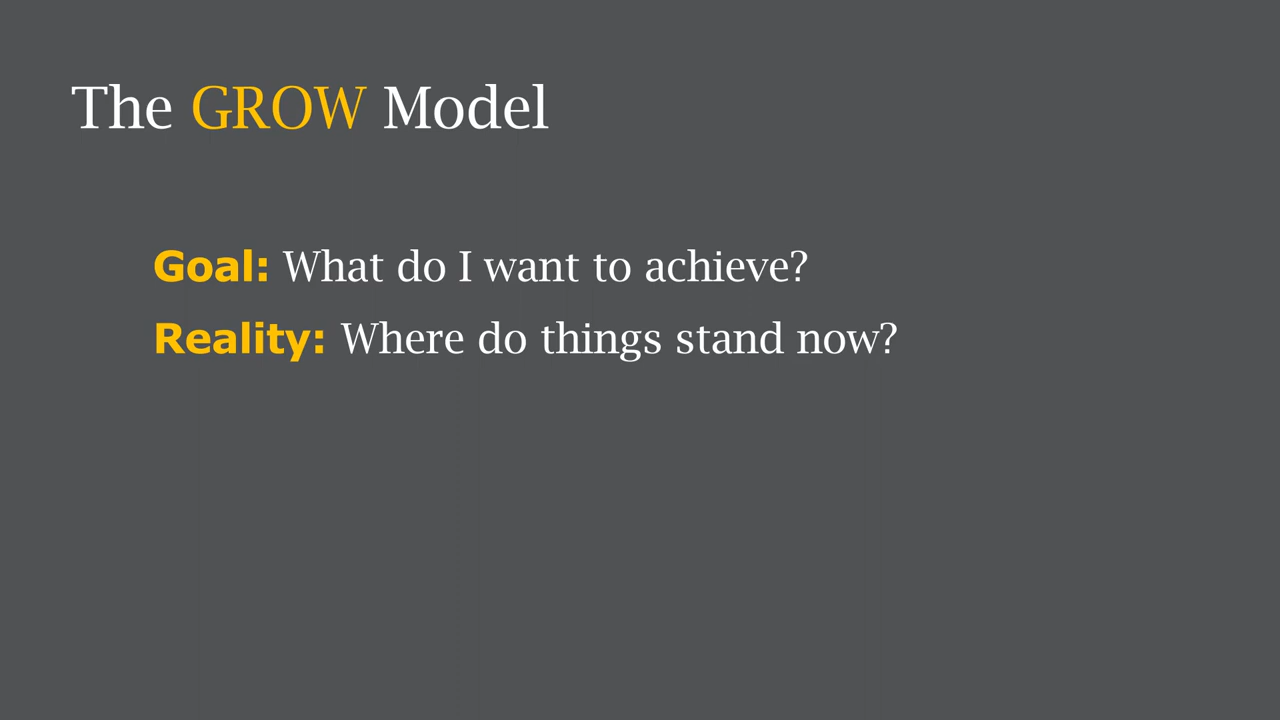 The GROW Model
Goal: What do I want to achieve?
Reality: Where do things stand now?